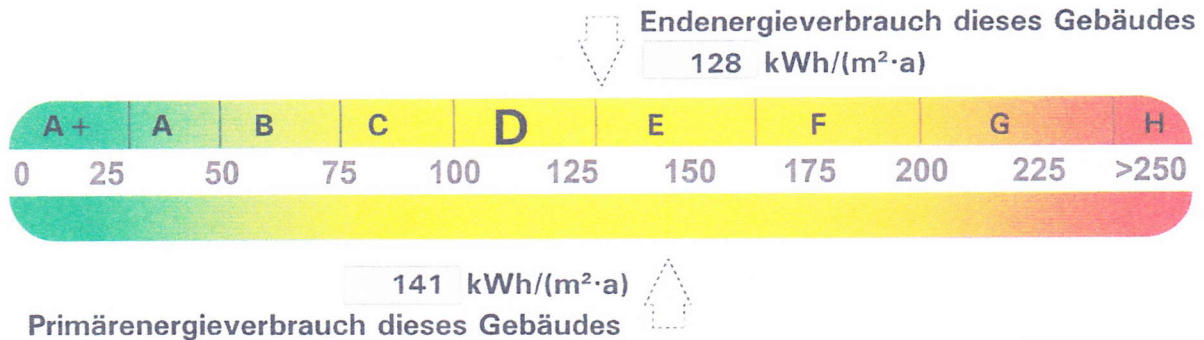 Endenergieverbrauch dieses Gebäudes
128 kWh/(m²·a)
A+ A B C D E F G H
0 25 50 75 100 125 150 175 200 225 >250
141 kWh/(m²·a)
Primärenergieverbrauch dieses Gebäudes